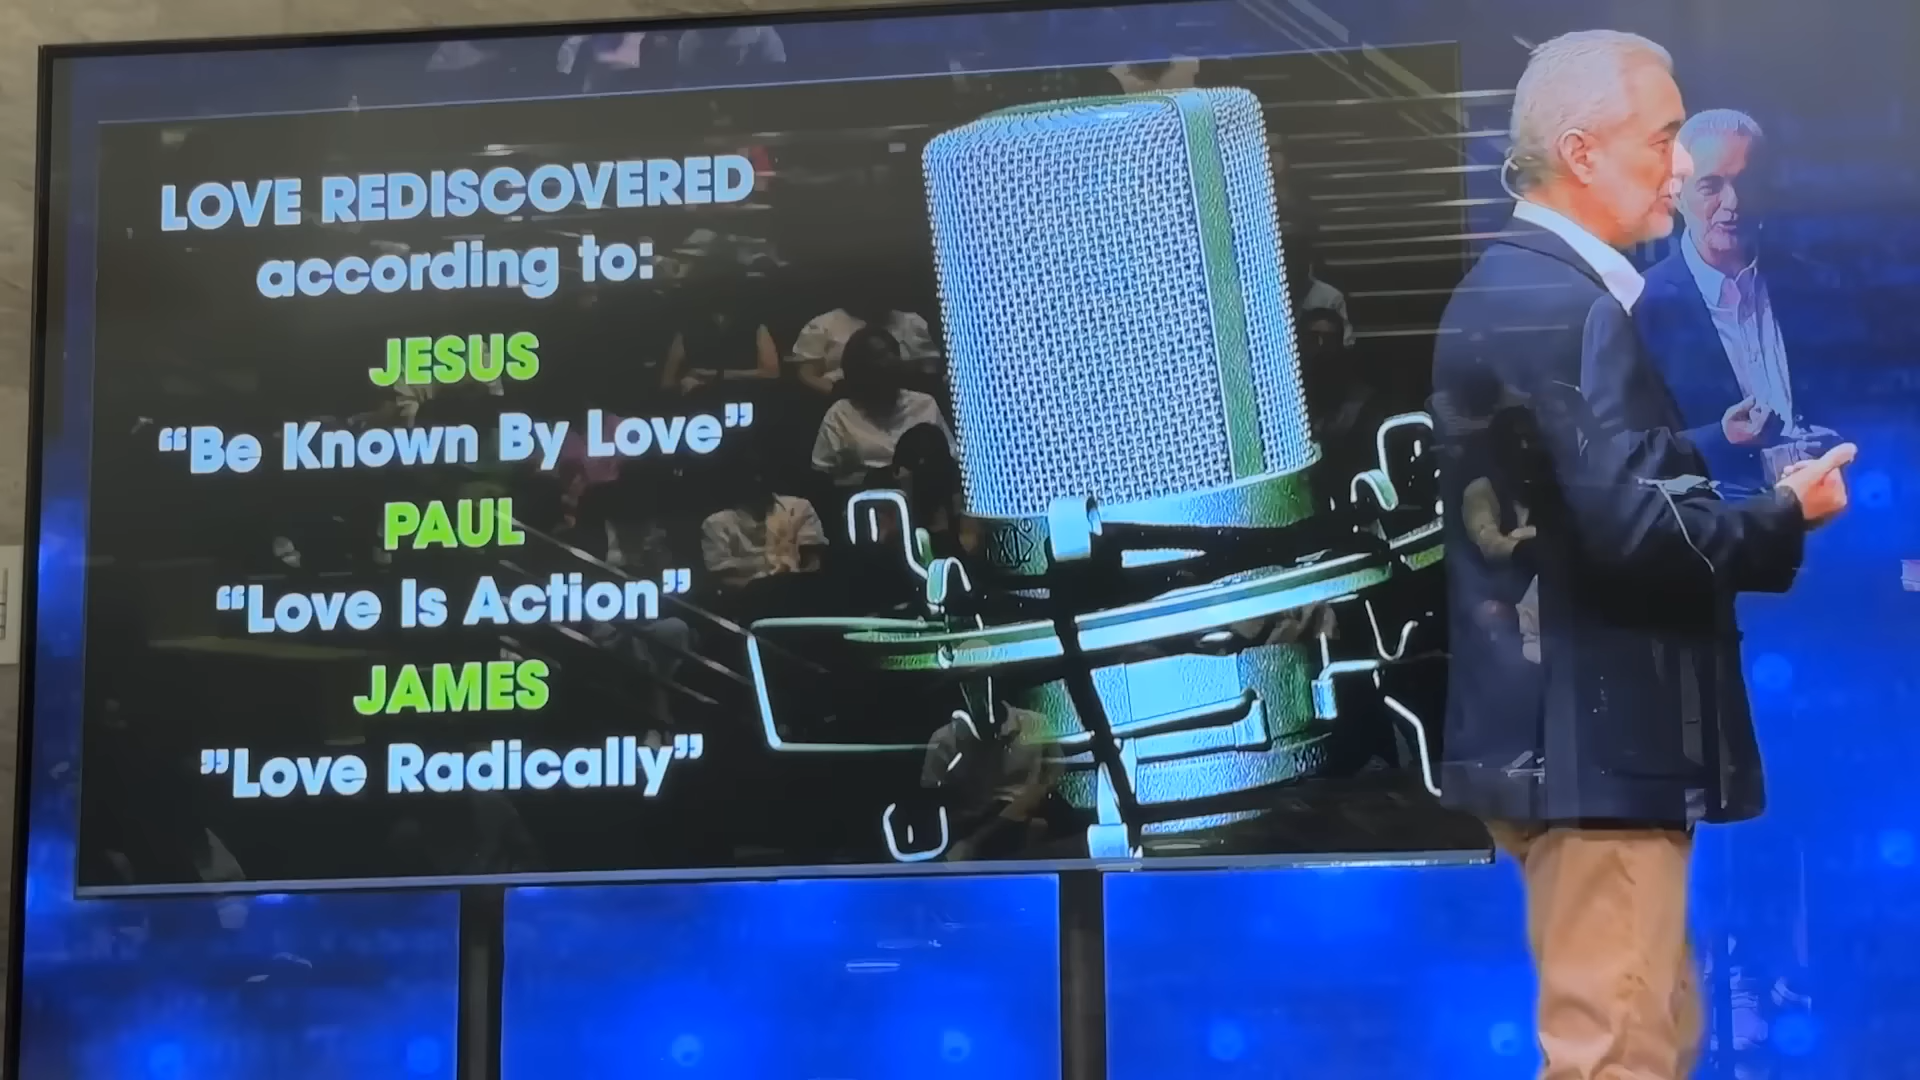 LOVE REDISCOVERED
according to:
JESUS
“Be Known By Love”
PAUL
“Love Is Action”
JAMES
”Love Radically”